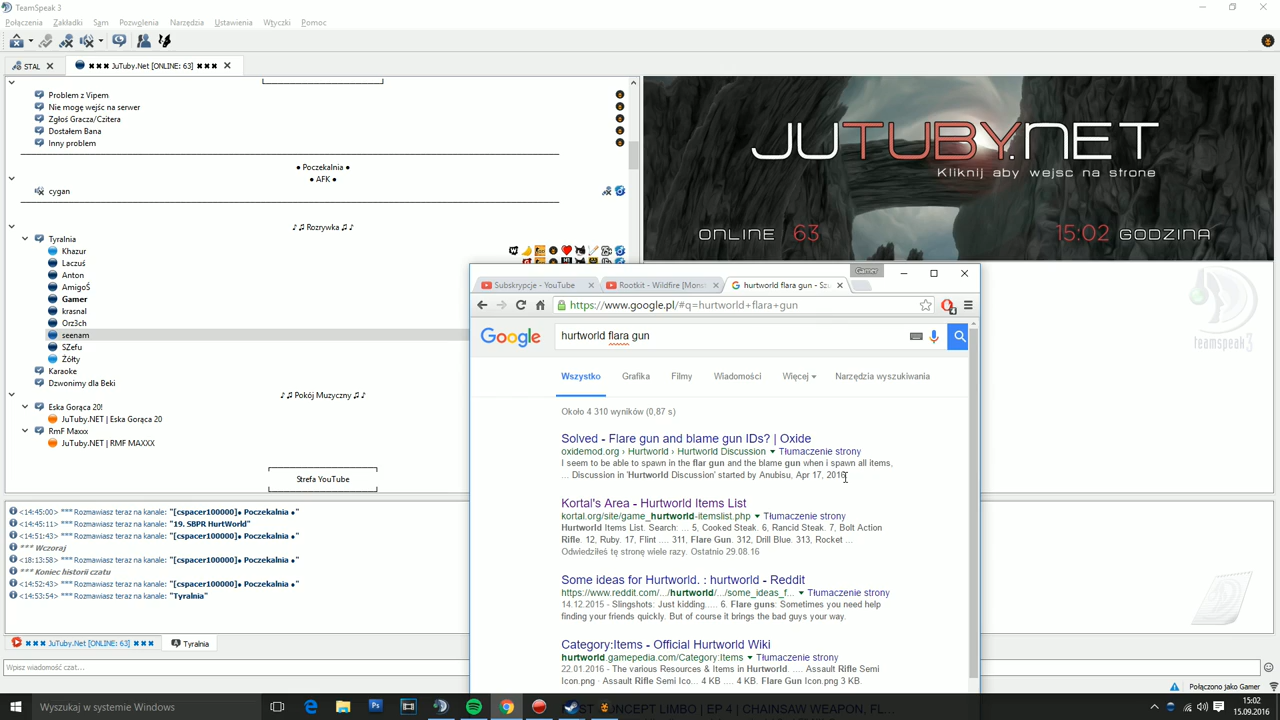 TeamSpeak 3
Połączenia Zakładki Sam Pozwolenia Narzędzia Ustawienia Wtyczki Pomoc
STAL
✖ ✖ ✖ JuTuby.Net [ONLINE: 63] ✖ ✖ ✖
Problem z Vipem
Nie mogę wejśc na serwer
Zgłoś Gracza/Czitera
Dostałem Bana
Inny problem
● Poczekalnia ●
● AFK ●
cygan
♪ ♫ Rozrywka ♫ ♪
Tyralnia
Khazur
Laczuś
Anton
AmigoŚ
Gamer
krasnal
Orz3ch
seenam
SZefu
Żółty
Karaoke
Dzwonimy dla Beki
♪ ♫ Pokój Muzyczny ♫ ♪
Eska Gorąca 20!
JuTuby.NET | Eska Gorąca 20
RmF Maxxx
JuTuby.NET | RMF MAXXX
Strefa YouTube
JUTUBY.NET
Kliknij aby wejsc na strone
ONLINE 63
15:02 GODZINA
teamspeak3
<14:45:00> *** Rozmawiasz teraz na kanale: "[cspacer100000]● Poczekalnia ●"
<14:45:11> *** Rozmawiasz teraz na kanale: "19. SBPR HurtWorld"
<14:51:43> *** Rozmawiasz teraz na kanale: "[cspacer100000]● Poczekalnia ●"
*** Wczoraj
<18:13:58> *** Rozmawiasz teraz na kanale: "[cspacer100000]● Poczekalnia ●"
*** Koniec historii czatu
<14:52:43> *** Rozmawiasz teraz na kanale: "[cspacer100000]● Poczekalnia ●"
<14:53:54> *** Rozmawiasz teraz na kanale: "Tyralnia"
✖ ✖ ✖ JuTuby.Net [ONLINE: 63] ✖ ✖ ✖
Tyralnia
Wpisz wiadomość czat...
Połączono jako Gamer
Gamer
Subskrypcje - YouTube
Rootkit - Wildfire [Mons
hurtworld flara gun - Sz
https://www.google.pl/#q=hurtworld+flara+gun
Google
hurtworld flara gun
Wszystko Grafika Filmy Wiadomości Więcej Narzędzia wyszukiwania
Około 4 310 wyników (0,87 s)
Solved - Flare gun and blame gun IDs? | Oxide
oxidemod.org › Hurtworld › Hurtworld Discussion Tłumaczenie strony
I seem to be able to spawn in the flar gun and the blame gun when i spawn all items,
... Discussion in 'Hurtworld Discussion' started by Anubisu, Apr 17, 2016.
Kortal's Area - Hurtworld Items List
kortal.org/site/game_hurtworld-itemslist.php Tłumaczenie strony
Hurtworld Items List. Search: ... 5, Cooked Steak. 6, Rancid Steak. 7, Bolt Action
Rifle. 12, Ruby. 17, Flint .... 311, Flare Gun. 312, Drill Blue. 313, Rocket ...
Odwiedziłeś tę stronę wiele razy. Ostatnio 29.08.16
Some ideas for Hurtworld. : hurtworld - Reddit
https://www.reddit.com/.../hurtworld/.../some_ideas_f... Tłumaczenie strony
14.12.2015 - Slingshots: Just kidding..... 6. Flare guns: Sometimes you need help
finding your friends quickly. But of course it brings the bad guys your way.
Category:Items - Official Hurtworld Wiki
hurtworld.gamepedia.com/Category:Items Tłumaczenie strony
22.01.2016 - The various Resources & Items in Hurtworld. .... Assault Rifle Semi
Icon.png · Assault Rifle Semi Ico... 4 KB .... 4 KB. Flare Gun Icon.png 3 KB.
CONCEPT LIMBO | EP 4 | CHAINSAW WEAPON, FL...
Wyszukaj w systemie Windows
15:02
15.09.2016